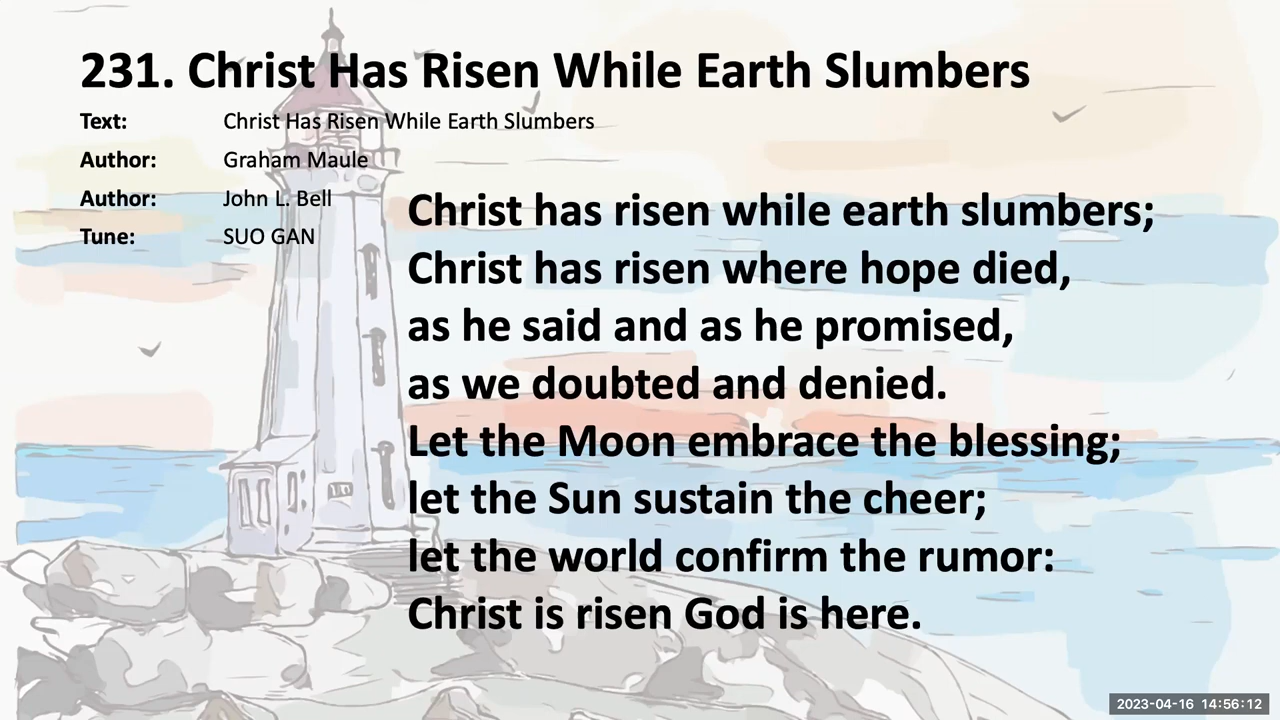 231. Christ Has Risen While Earth Slumbers
Text: Christ Has Risen While Earth Slumbers
Author: Graham Maule
Author: John L. Bell
Tune: SUO GAN
Christ has risen while earth slumbers;
Christ has risen where hope died,
as he said and as he promised,
as we doubted and denied.
Let the Moon embrace the blessing;
let the Sun sustain the cheer;
let the world confirm the rumor:
Christ is risen God is here.
2023-04-16 14:56:12